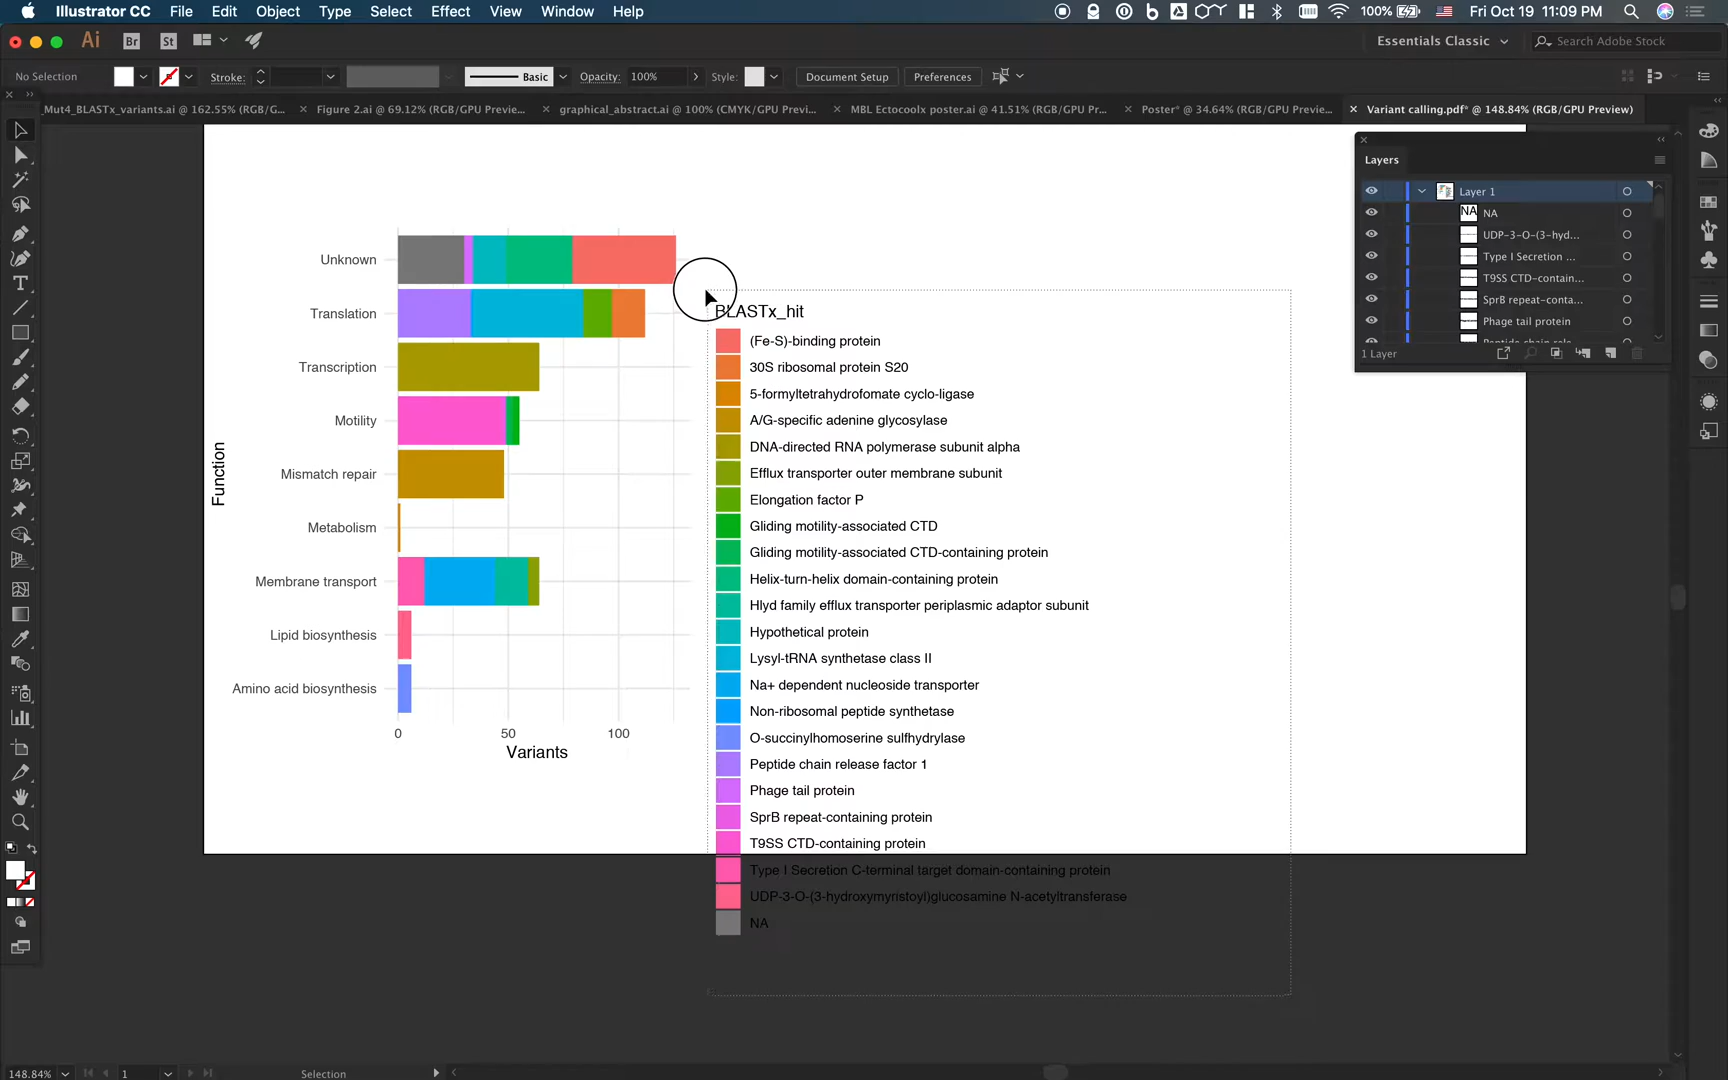 Illustrator CC File Edit Object Type Select Effect View Window Help 100% Fri Oct 19 11:09 PM
Ai Br St Essentials Classic Search Adobe Stock
No Selection Stroke: Basic Opacity: 100% Style: Document Setup Preferences
_Mut4_BLASTx_variants.ai @ 162.55% (RGB/G... Figure 2.ai @ 69.12% (RGB/GPU Previe... graphical_abstract.ai @ 100% (CMYK/GPU Previ... MBL Ectocoolx poster.ai @ 41.51% (RGB/GPU Pr... Poster* @ 34.64% (RGB/GPU Previe... Variant calling.pdf* @ 148.84% (RGB/GPU Preview)
Layers
Layer 1
NA NA
UDP-3-O-(3-hyd...
Type I Secretion ...
T9SS CTD-contain...
SprB repeat-conta...
Phage tail protein
1 Layer
Function
Unknown
Translation
Transcription
Motility
Mismatch repair
Metabolism
Membrane transport
Lipid biosynthesis
Amino acid biosynthesis
0 50 100
Variants
BLASTx_hit
(Fe-S)-binding protein
30S ribosomal protein S20
5-formyltetrahydrofomate cyclo-ligase
A/G-specific adenine glycosylase
DNA-directed RNA polymerase subunit alpha
Efflux transporter outer membrane subunit
Elongation factor P
Gliding motility-associated CTD
Gliding motility-associated CTD-containing protein
Helix-turn-helix domain-containing protein
Hlyd family efflux transporter periplasmic adaptor subunit
Hypothetical protein
Lysyl-tRNA synthetase class II
Na+ dependent nucleoside transporter
Non-ribosomal peptide synthetase
O-succinylhomoserine sulfhydrylase
Peptide chain release factor 1
Phage tail protein
SprB repeat-containing protein
T9SS CTD-containing protein
Type I Secretion C-terminal target domain-containing protein
UDP-3-O-(3-hydroxymyristoyl)glucosamine N-acetyltransferase
NA
148.84% 1 Selection